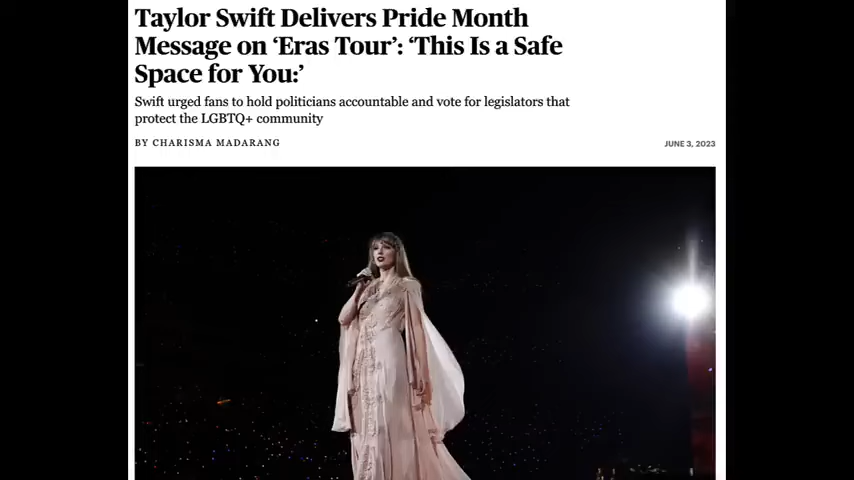 Taylor Swift Delivers Pride Month
Message on ‘Eras Tour’: ‘This Is a Safe
Space for You:’
Swift urged fans to hold politicians accountable and vote for legislators that
protect the LGBTQ+ community
BY CHARISMA MADARANG
JUNE 3, 2023